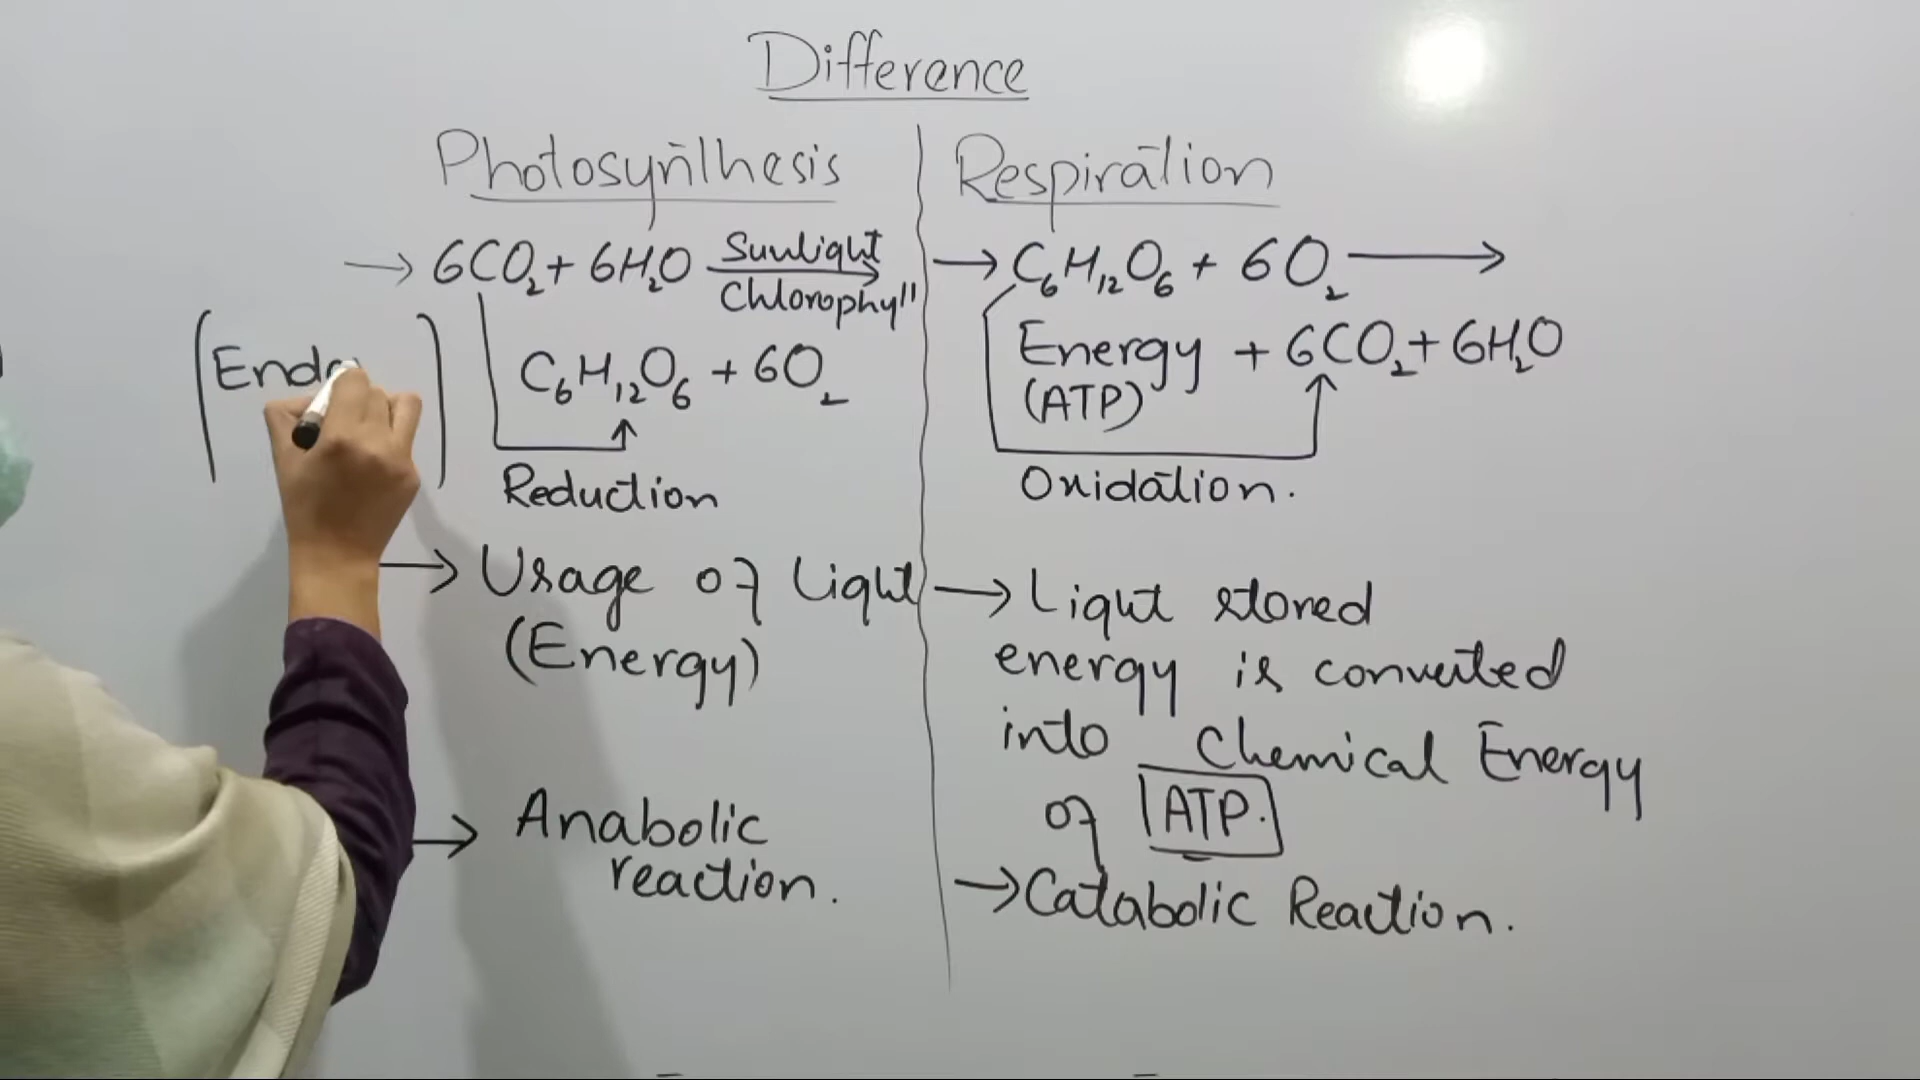 Difference
Photosynthesis
→ 6CO₂ + 6H₂O Sunlight
Chlorophyll
C₆H₁₂O₆ + 6O₂
Reduction
(Endo
→ Usage of Light
(Energy)
→ Anabolic
reaction.
Respiration
→ C₆H₁₂O₆ + 6O₂ →
Energy + 6CO₂ + 6H₂O
(ATP)
Oxidation.
→ Light stored
energy is converted
into Chemical Energy
of ATP.
→ Catabolic Reaction.